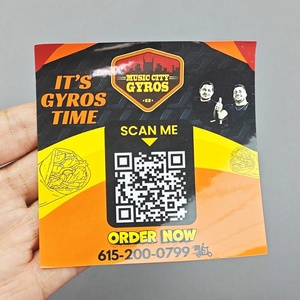 MUSIC CITY
GYROS
IT'S
GYROS
TIME
SCAN ME
ORDER NOW
615-200-0799